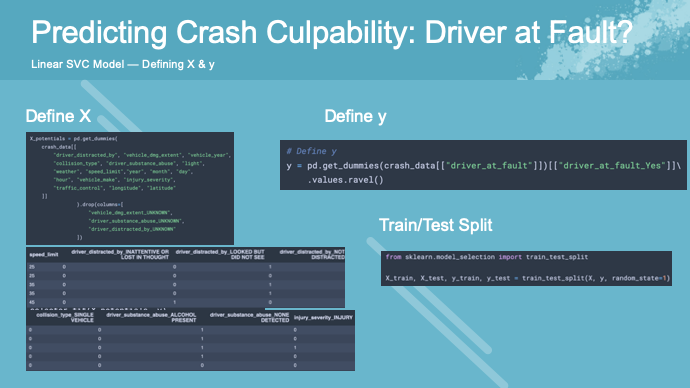 Predicting Crash Culpability: Driver at Fault?
Linear SVC Model — Defining X & y
Define X
X_potentials = pd.get_dummies(
crash_data[[
"driver_distracted_by", "vehicle_dmg_extent", "vehicle_year",
"collision_type", "driver_substance_abuse", "light",
"weather", "speed_limit","year", "month", "day",
"hour", "vehicle_make", "injury_severity",
"traffic_control", "longitude", "latitude"
]]
).drop(columns=[
"vehicle_dmg_extent_UNKNOWN",
"driver_substance_abuse_UNKNOWN",
"driver_distracted_by_UNKNOWN"
])
speed_limit driver_distracted_by_INATTENTIVE OR LOST IN THOUGHT driver_distracted_by_LOOKED BUT DID NOT SEE driver_distracted_by_NOT DISTRACTED
25 0 0 1
25 0 0
35 0 0 1
35 0 0 1
45 0 1 0
collision_type_SINGLE VEHICLE driver_substance_abuse_ALCOHOL PRESENT driver_substance_abuse_NONE DETECTED injury_severity_INJURY
0 0 1 0
0 0 1 0
0 0 1 1
0 0 1 0
0 0 1 0
Define y
# Define y
y = pd.get_dummies(crash_data[["driver_at_fault"]])[["driver_at_fault_Yes"]]\
.values.ravel()
Train/Test Split
from sklearn.model_selection import train_test_split
X_train, X_test, y_train, y_test = train_test_split(X, y, random_state=1)